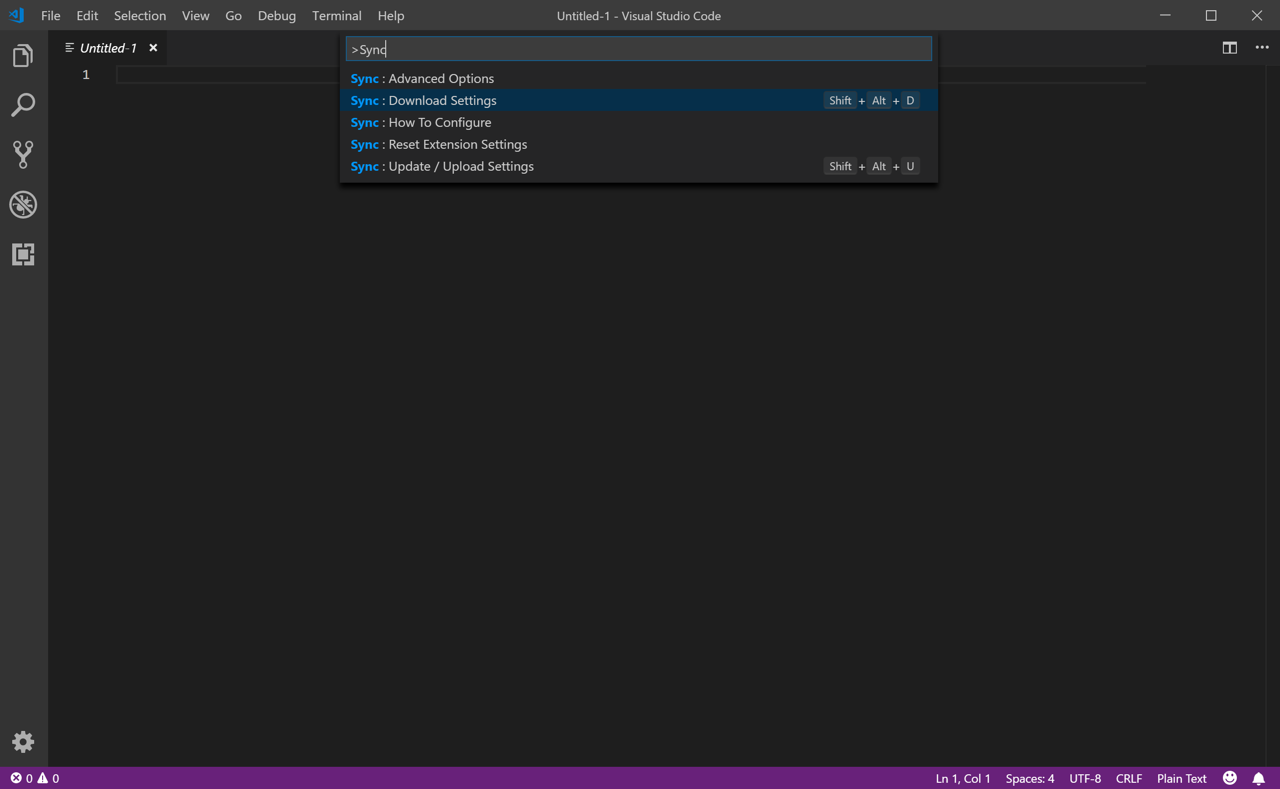 File Edit Selection View Go Debug Terminal Help Untitled-1 - Visual Studio Code
Untitled-1
>Sync
1
Sync : Advanced Options
Sync : Download Settings Shift + Alt + D
Sync : How To Configure
Sync : Reset Extension Settings
Sync : Update / Upload Settings Shift + Alt + U
0 0 Ln 1, Col 1 Spaces: 4 UTF-8 CRLF Plain Text